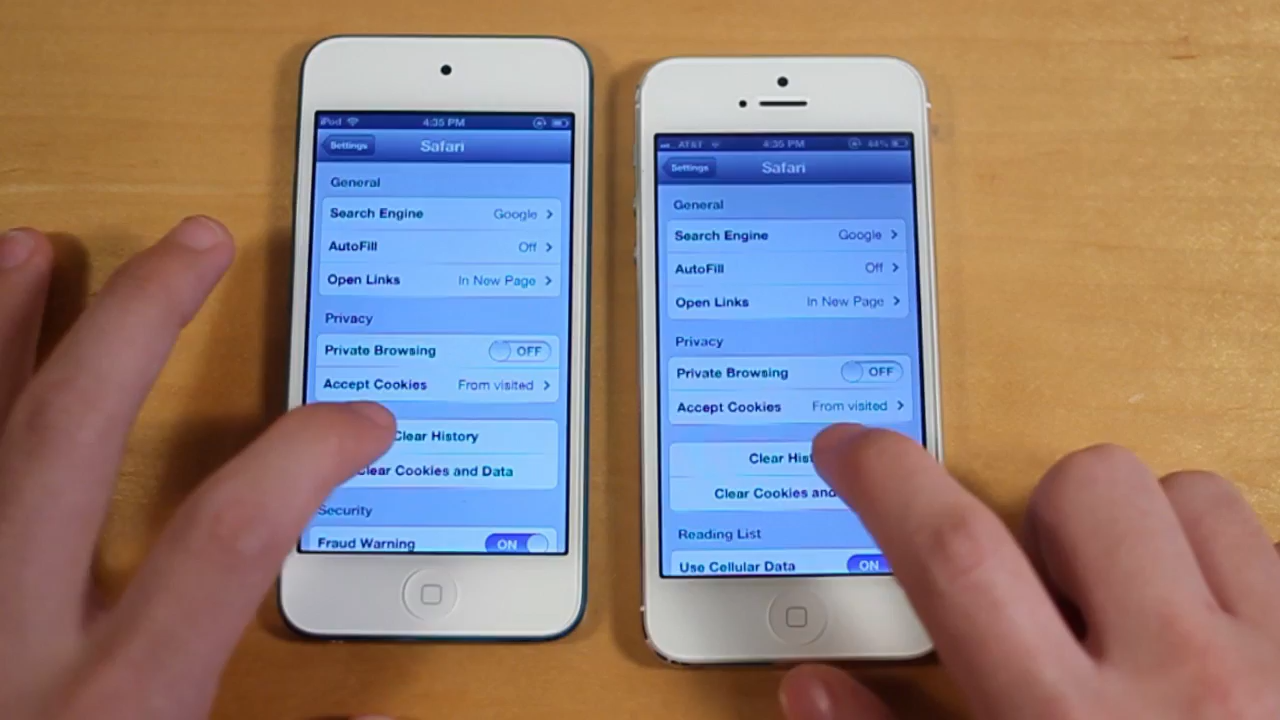 iPod 4:35 PM
Settings Safari
General
Search Engine Google
AutoFill Off
Open Links In New Page
Privacy
Private Browsing OFF
Accept Cookies From visited
Clear History
Clear Cookies and Data
Security
Fraud Warning ON
AT&T 4:35 PM 44%
Settings Safari
General
Search Engine Google
AutoFill Off
Open Links In New Page
Privacy
Private Browsing OFF
Accept Cookies From visited
Clear Hist
Clear Cookies and
Reading List
Use Cellular Data ON